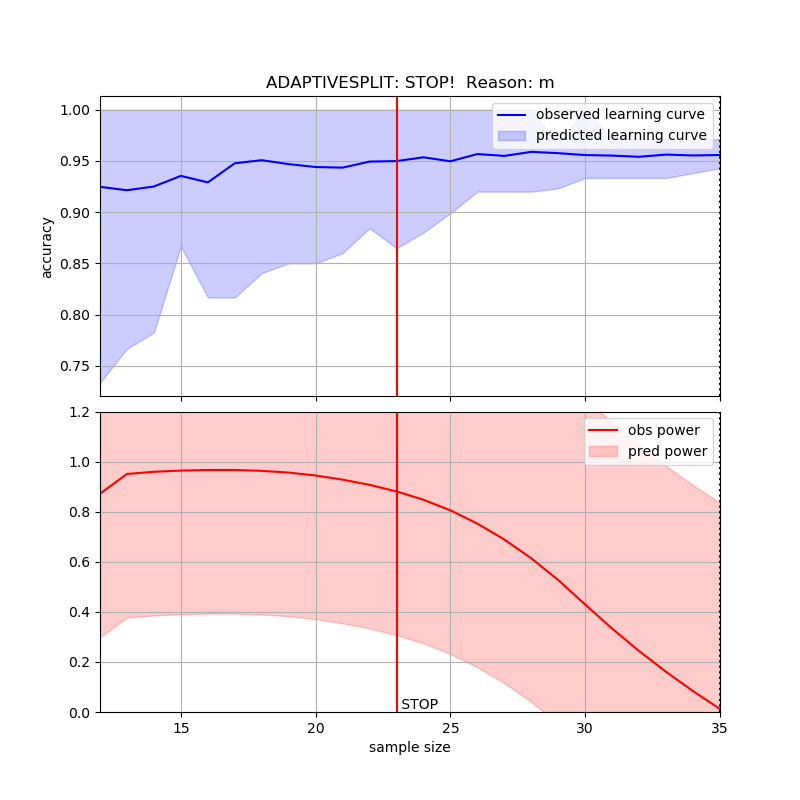 ADAPTIVESPLIT: STOP!  Reason: m
1.00
0.95
0.90
0.85
0.80
0.75
accuracy
observed learning curve
predicted learning curve
1.2
1.0
0.8
0.6
0.4
0.2
0.0
obs power
pred power
STOP
15 20 25 30 35
sample size